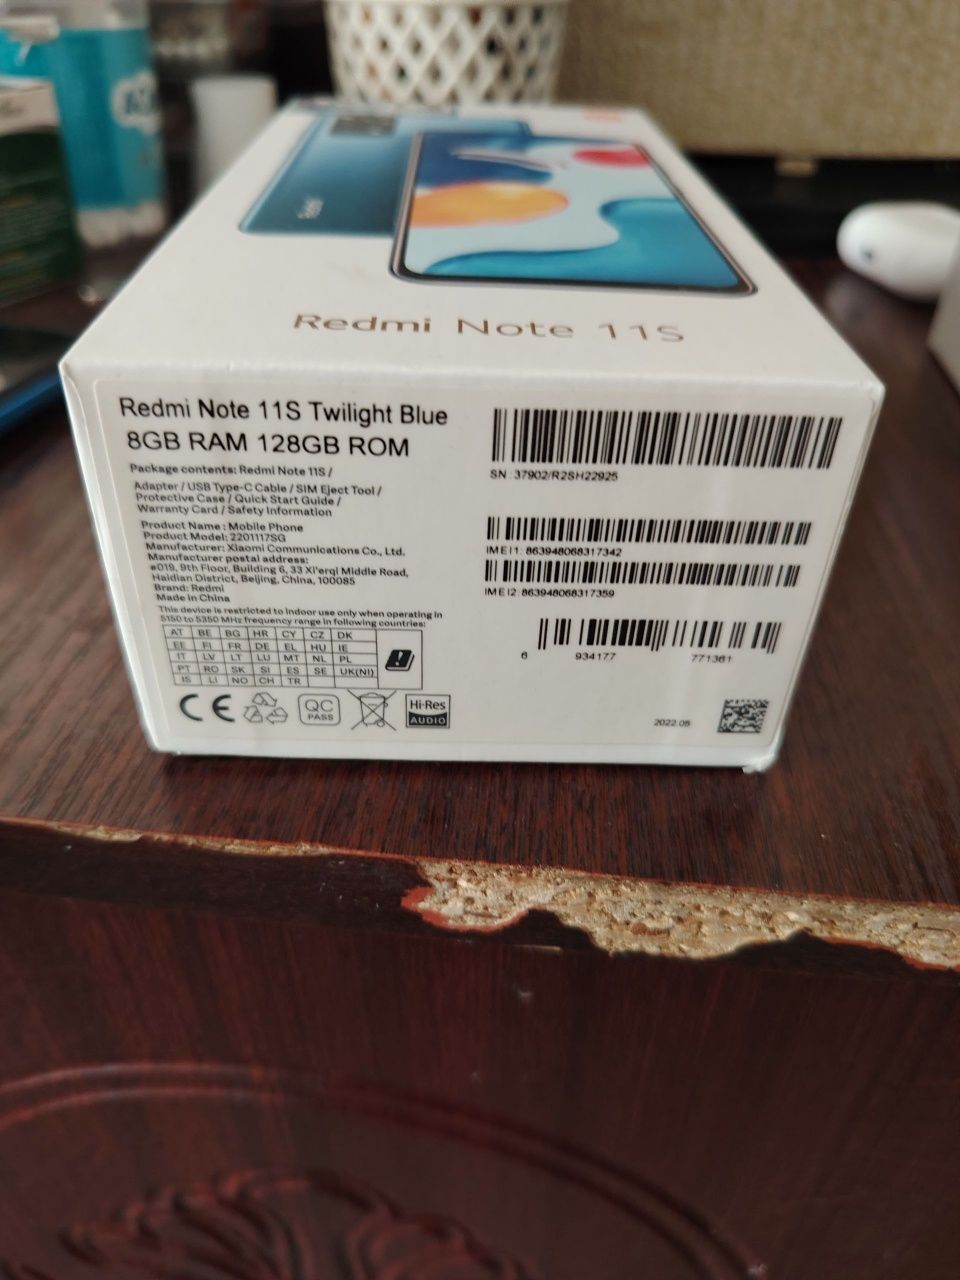 Redmi Note 11S
Redmi Note 11S Twilight Blue
8GB RAM 128GB ROM
Package contents: Redmi Note 11S /
Adapter / USB Type-C Cable / SIM Eject Tool /
Protective Case / Quick Start Guide /
Warranty Card / Safety Information
Product Name : Mobile Phone
Product Model: 2201117SG
Manufacturer: Xiaomi Communications Co., Ltd.
Manufacturer postal address:
#019, 9th Floor, Building 6, 33 Xi'erqi Middle Road,
Haidian District, Beijing, China, 100085
Brand: Redmi
Made in China
This device is restricted to indoor use only when operating in
5150 to 5350 MHz frequency range in following countries:
AT BE BG HR CY CZ DK
EE FI FR DE EL HU IE
IT LV LT LU MT NL PL
PT RO SK SI ES SE UK(NI)
IS LI NO CH TR
CE
QC
PASS
Hi-Res
AUDIO
SN : 37902/R2SH22925
IMEI1: 863948068317342
IMEI2: 863948068317359
6 934177 771361
2022.05